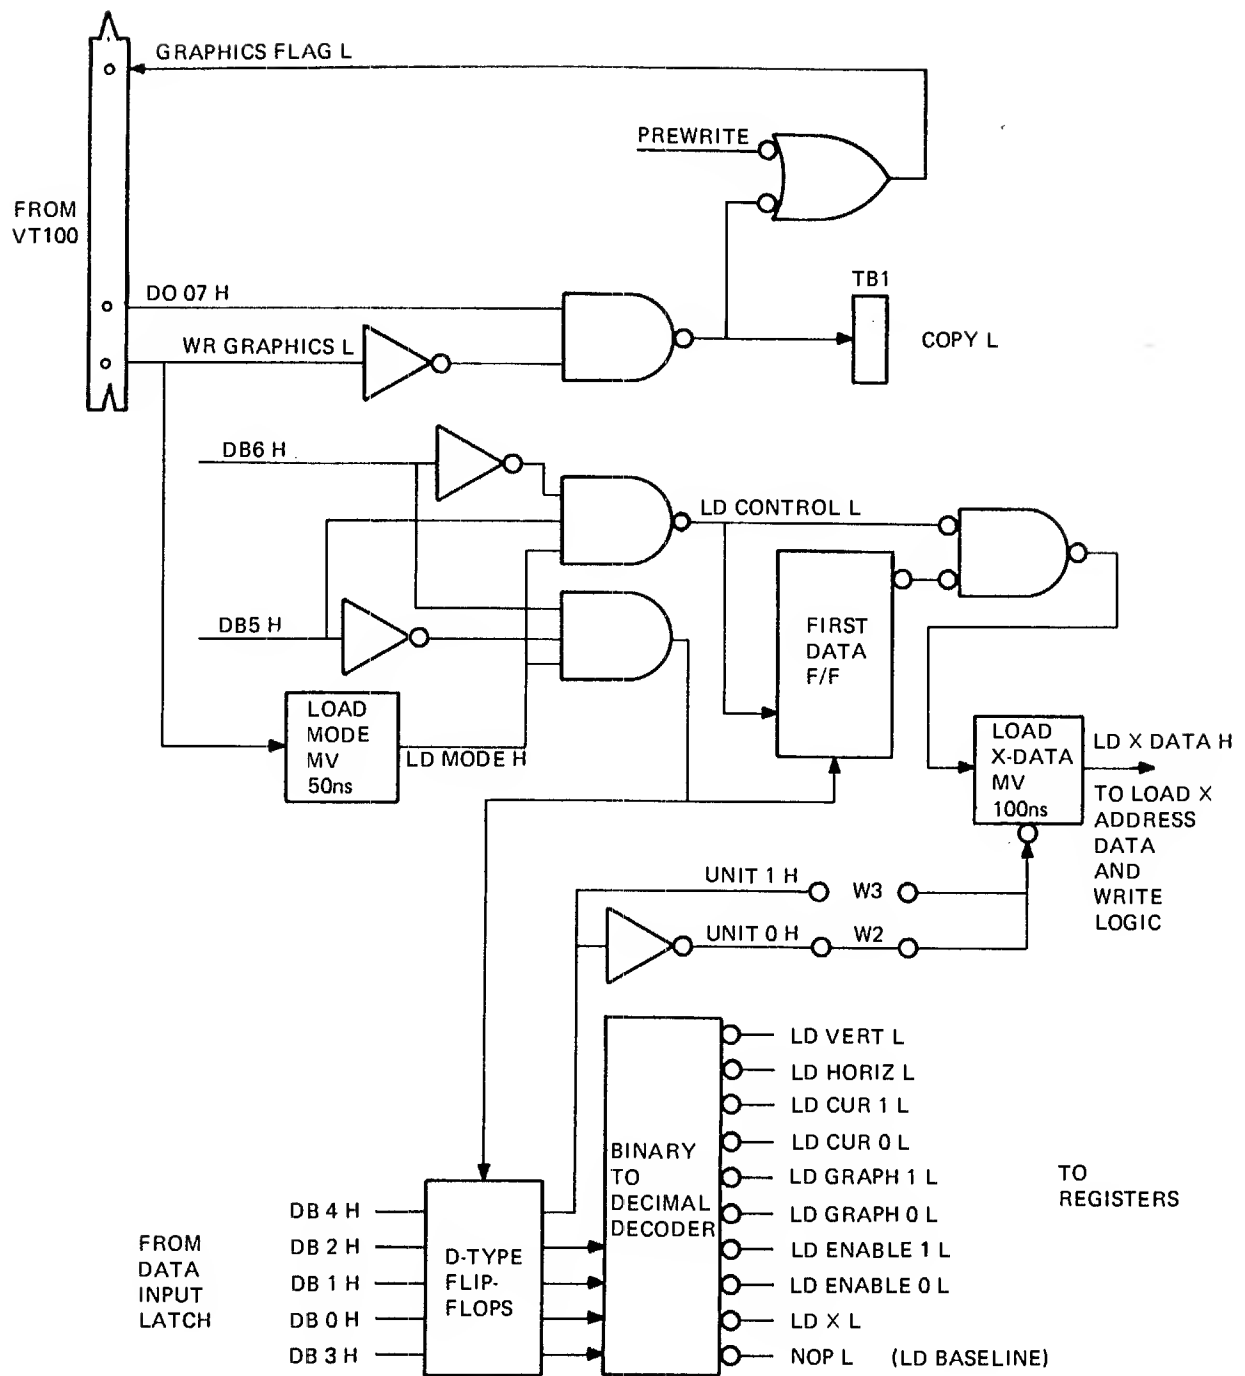 GRAPHICS FLAG L
PREWRITE
FROM
VT100
DO 07 H
TB1
WR GRAPHICS L
COPY L
DB6 H
LD CONTROL L
DB5 H
FIRST
DATA
F/F
LOAD
MODE
MV
50ns
LD MODE H
LOAD
X-DATA
MV
100ns
LD X DATA H
TO LOAD X
ADDRESS
DATA
AND
WRITE
LOGIC
UNIT 1 H
W3
UNIT 0 H
W2
BINARY
TO
DECIMAL
DECODER
LD VERT L
LD HORIZ L
LD CUR 1 L
LD CUR 0 L
LD GRAPH 1 L
LD GRAPH 0 L
LD ENABLE 1 L
LD ENABLE 0 L
LD X L
NOP L (LD BASELINE)
TO
REGISTERS
FROM
DATA
INPUT
LATCH
DB 4 H
DB 2 H
DB 1 H
DB 0 H
DB 3 H
D-TYPE
FLIP-
FLOPS